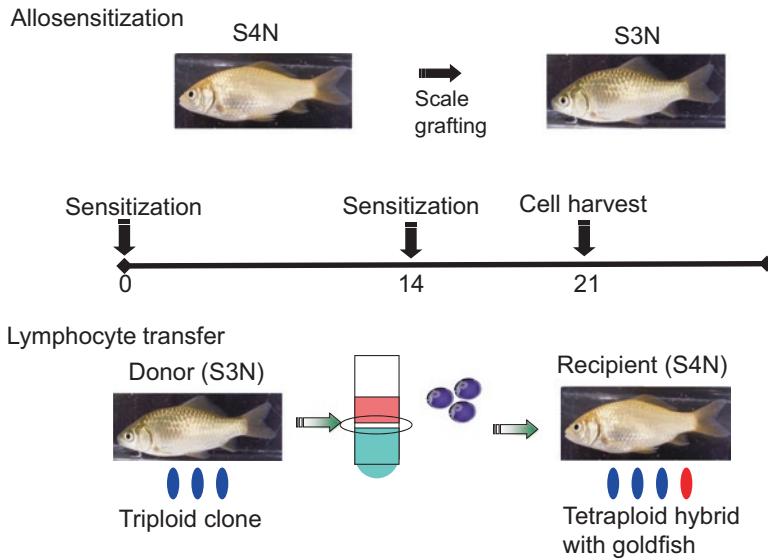 Allosensitization
S4N
S3N
Scale
grafting
Sensitization
Sensitization
Cell harvest
0
14
21
Lymphocyte transfer
Donor (S3N)
Recipient (S4N)
Triploid clone
Tetraploid hybrid
with goldfish